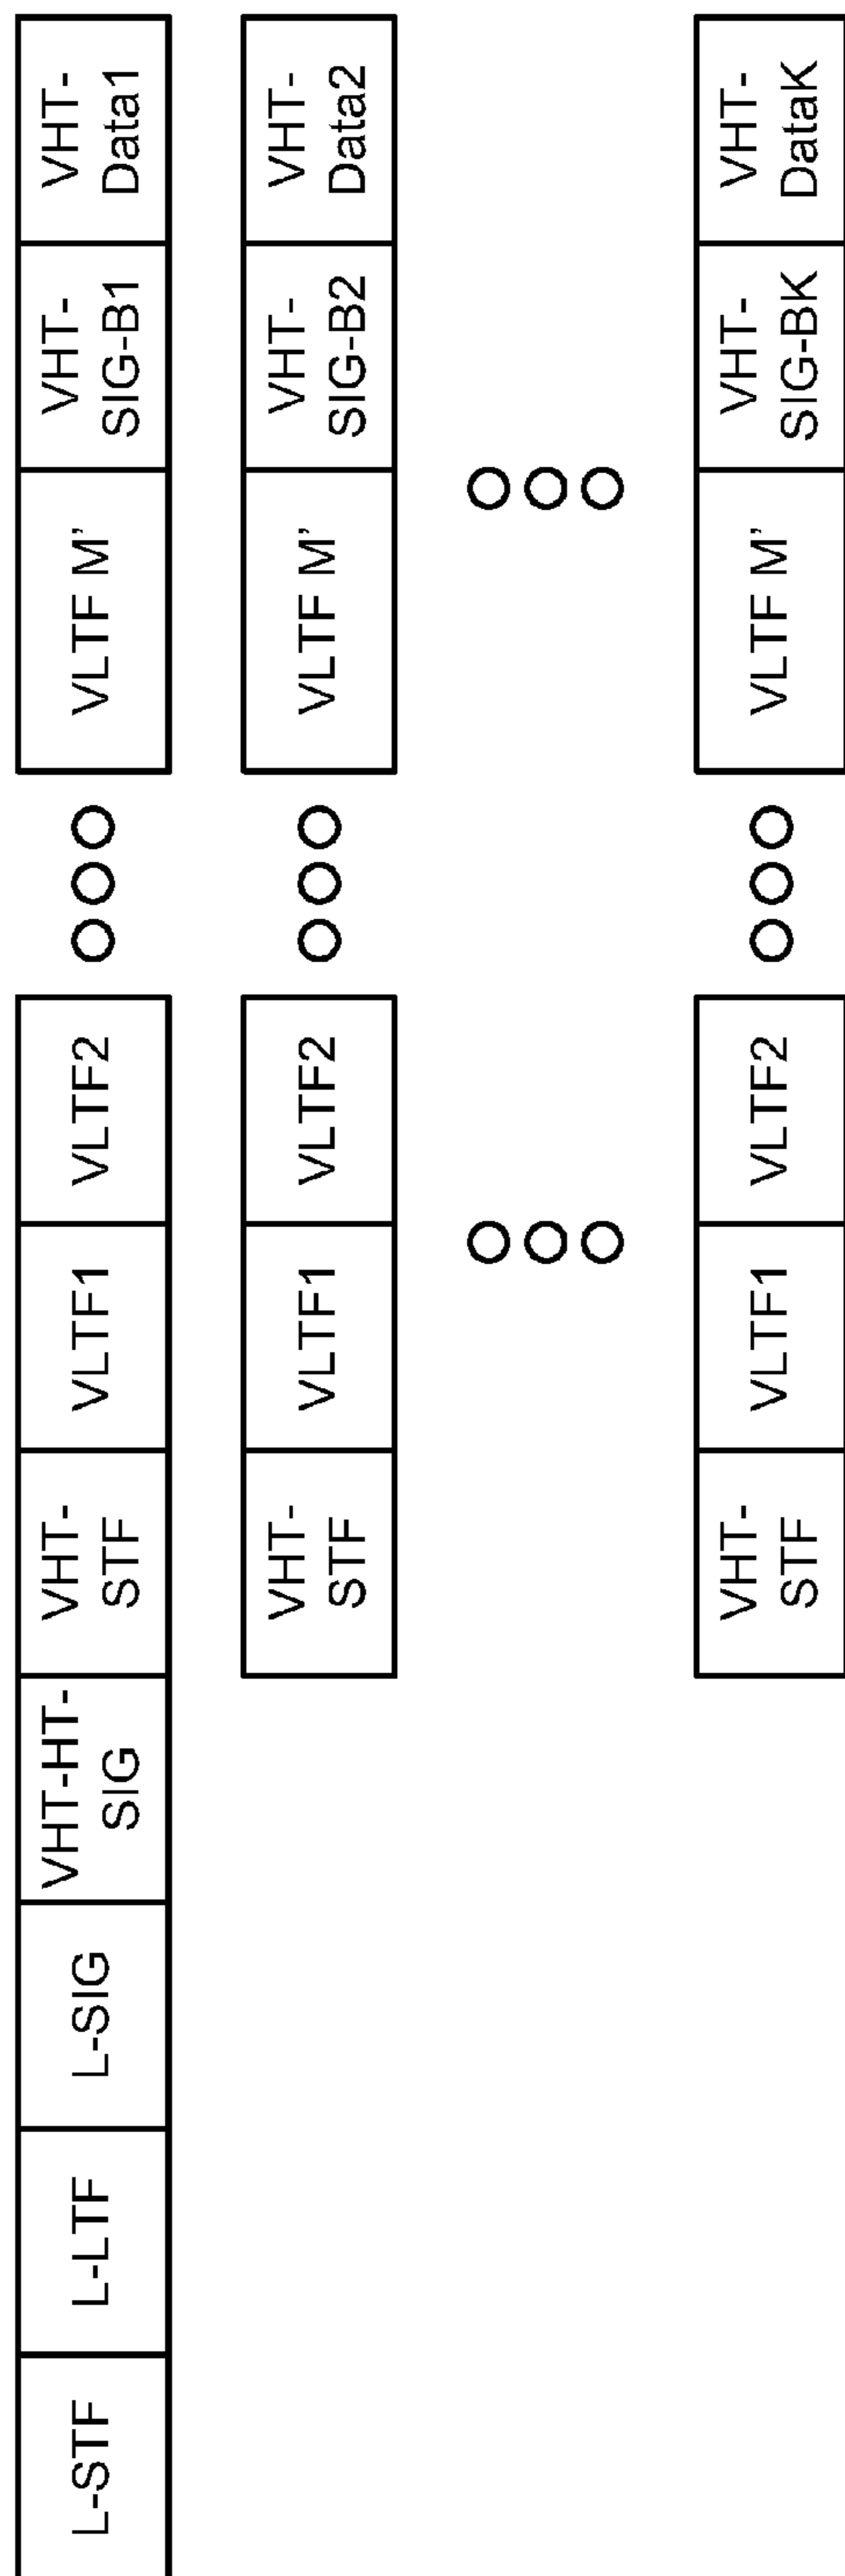 L-STF
L-LTF
L-SIG
VHT-HT-
SIG
VHT-
STF
VLTF1
VLTF2
VLTF M'
VHT-
SIG-B1
VHT-
Data1
VHT-
STF
VLTF1
VLTF2
VLTF M'
VHT-
SIG-B2
VHT-
Data2
VHT-
STF
VLTF1
VLTF2
VLTF M'
VHT-
SIG-BK
VHT-
DataK